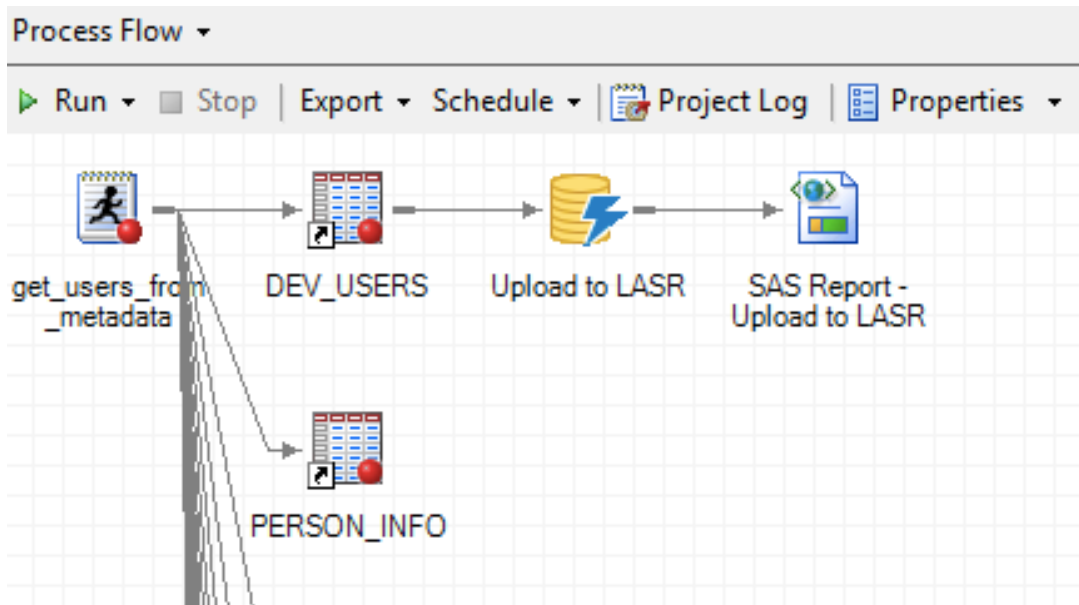 Process Flow
Run Stop Export Schedule Project Log Properties
get_users_from
_metadata
DEV_USERS
Upload to LASR
SAS Report -
Upload to LASR
PERSON_INFO